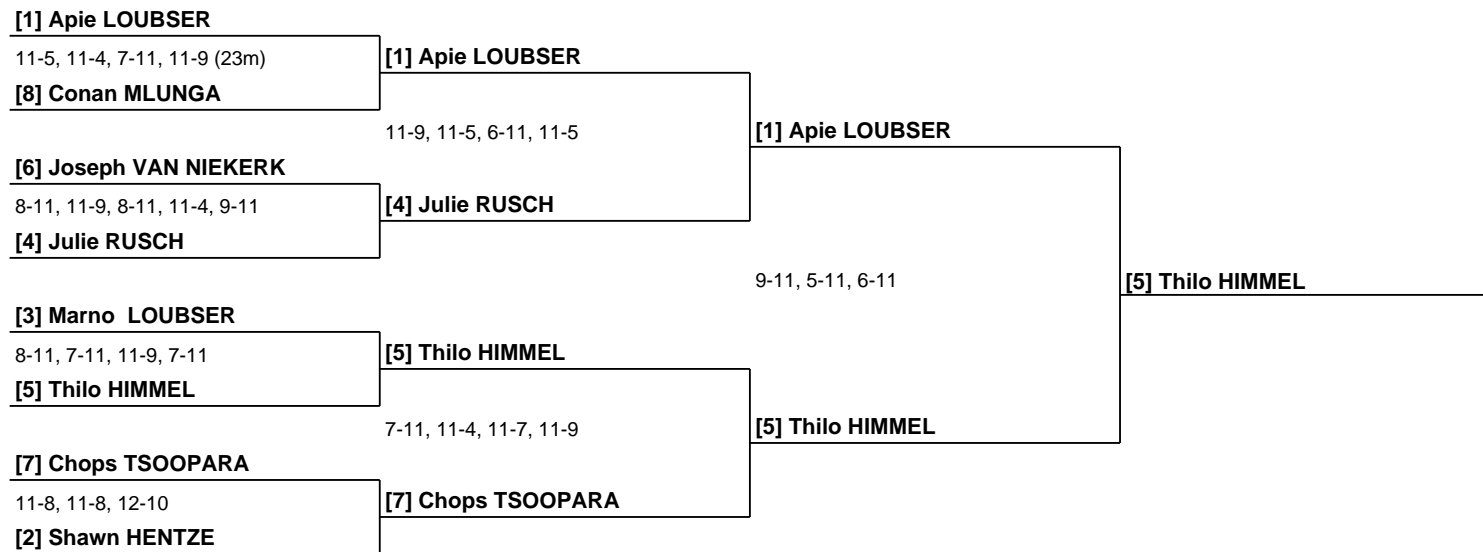 [1] Apie LOUBSER
11-5, 11-4, 7-11, 11-9 (23m)
[1] Apie LOUBSER
[8] Conan MLUNGA
11-9, 11-5, 6-11, 11-5
[1] Apie LOUBSER
[6] Joseph VAN NIEKERK
8-11, 11-9, 8-11, 11-4, 9-11
[4] Julie RUSCH
[4] Julie RUSCH
9-11, 5-11, 6-11
[5] Thilo HIMMEL
[3] Marno  LOUBSER
8-11, 7-11, 11-9, 7-11
[5] Thilo HIMMEL
[5] Thilo HIMMEL
7-11, 11-4, 11-7, 11-9
[5] Thilo HIMMEL
[7] Chops TSOOPARA
11-8, 11-8, 12-10
[7] Chops TSOOPARA
[2] Shawn HENTZE